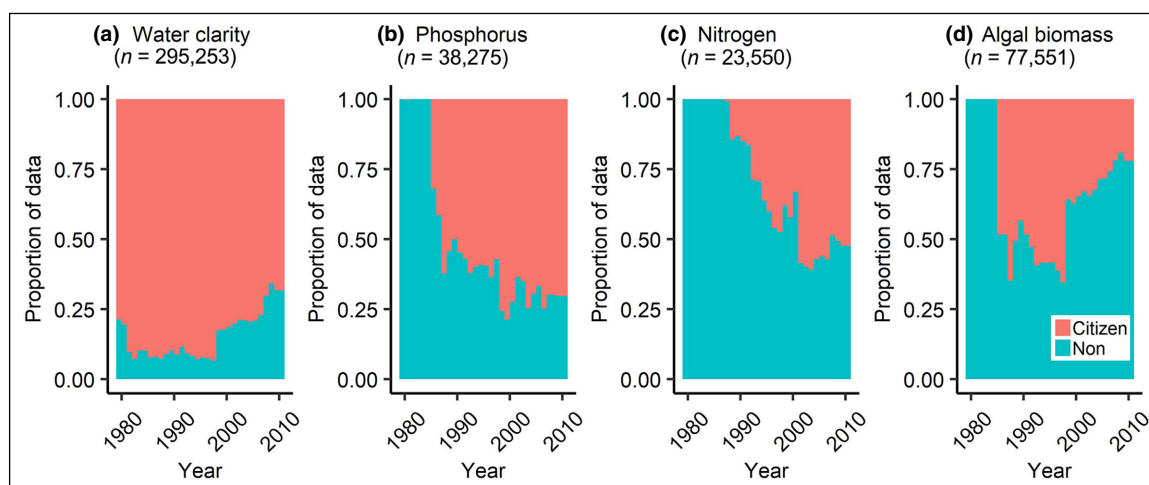 (a) Water clarity
(n = 295,253)
Proportion of data
1.00
0.75
0.50
0.25
0.00
1980
1990
2000
2010
Year
(b) Phosphorus
(n = 38,275)
Proportion of data
1.00
0.75
0.50
0.25
0.00
1980
1990
2000
2010
Year
(c) Nitrogen
(n = 23,550)
Proportion of data
1.00
0.75
0.50
0.25
0.00
1980
1990
2000
2010
Year
(d) Algal biomass
(n = 77,551)
Proportion of data
1.00
0.75
0.50
0.25
0.00
Citizen
Non
1980
1990
2000
2010
Year